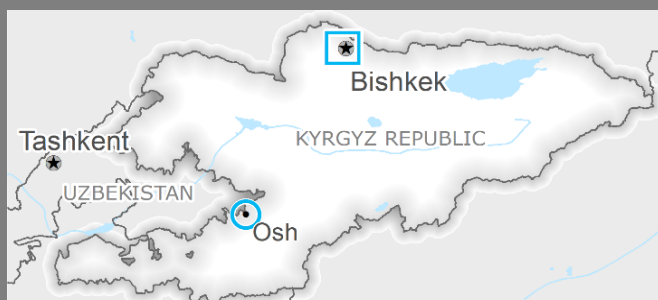 Bishkek
KYRGYZ REPUBLIC
Tashkent
UZBEKISTAN
Osh